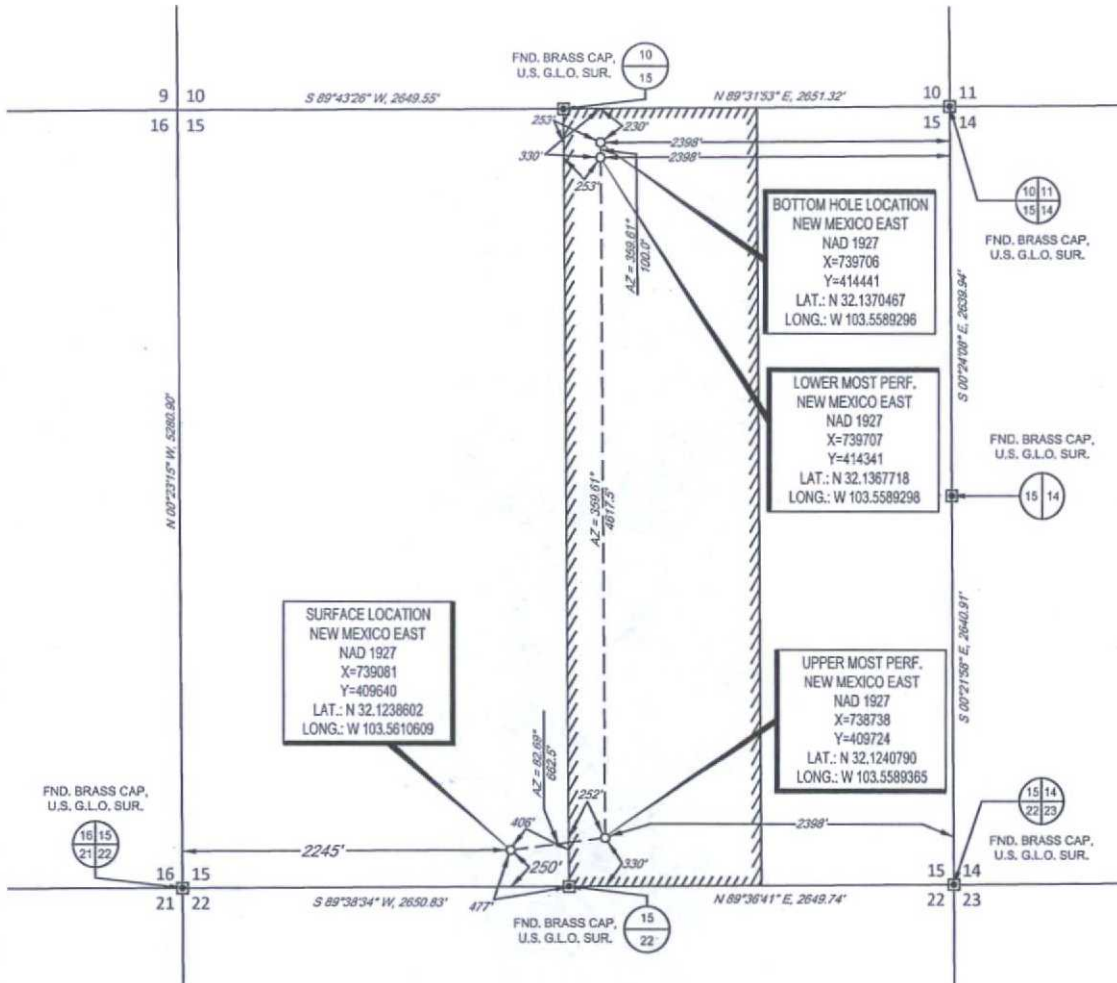 FND. BRASS CAP,
U.S. G.L.O. SUR.
10
15
9 10
16 15
S 89°43'26" W, 2649.55'
N 89°31'53" E, 2651.32'
10 11
15 14
253'
230'
330'
2398'
2398'
253'
AZ = 359.61°
100.0'
10 11
15 14
FND. BRASS CAP,
U.S. G.L.O. SUR.
BOTTOM HOLE LOCATION
NEW MEXICO EAST
NAD 1927
X=739706
Y=414441
LAT.: N 32.1370467
LONG.: W 103.5589296
S 00°24'08" E, 2639.94'
LOWER MOST PERF.
NEW MEXICO EAST
NAD 1927
X=739707
Y=414341
LAT.: N 32.1367718
LONG.: W 103.5589298
FND. BRASS CAP,
U.S. G.L.O. SUR.
15 14
N 00°23'15" W, 5280.90'
AZ = 359.61°
4617.5'
S 00°21'58" E, 2640.91'
SURFACE LOCATION
NEW MEXICO EAST
NAD 1927
X=739081
Y=409640
LAT.: N 32.1238602
LONG.: W 103.5610609
UPPER MOST PERF.
NEW MEXICO EAST
NAD 1927
X=738738
Y=409724
LAT.: N 32.1240790
LONG.: W 103.5589365
AZ = 82.69°
662.5'
FND. BRASS CAP,
U.S. G.L.O. SUR.
16 15
21 22
252'
406'
2398'
2245'
250'
330'
15 14
22 23
FND. BRASS CAP,
U.S. G.L.O. SUR.
16 15
21 22
S 89°38'34" W, 2650.83'
477'
N 89°36'41" E, 2649.74'
15 14
22 23
FND. BRASS CAP,
U.S. G.L.O. SUR.
15
22